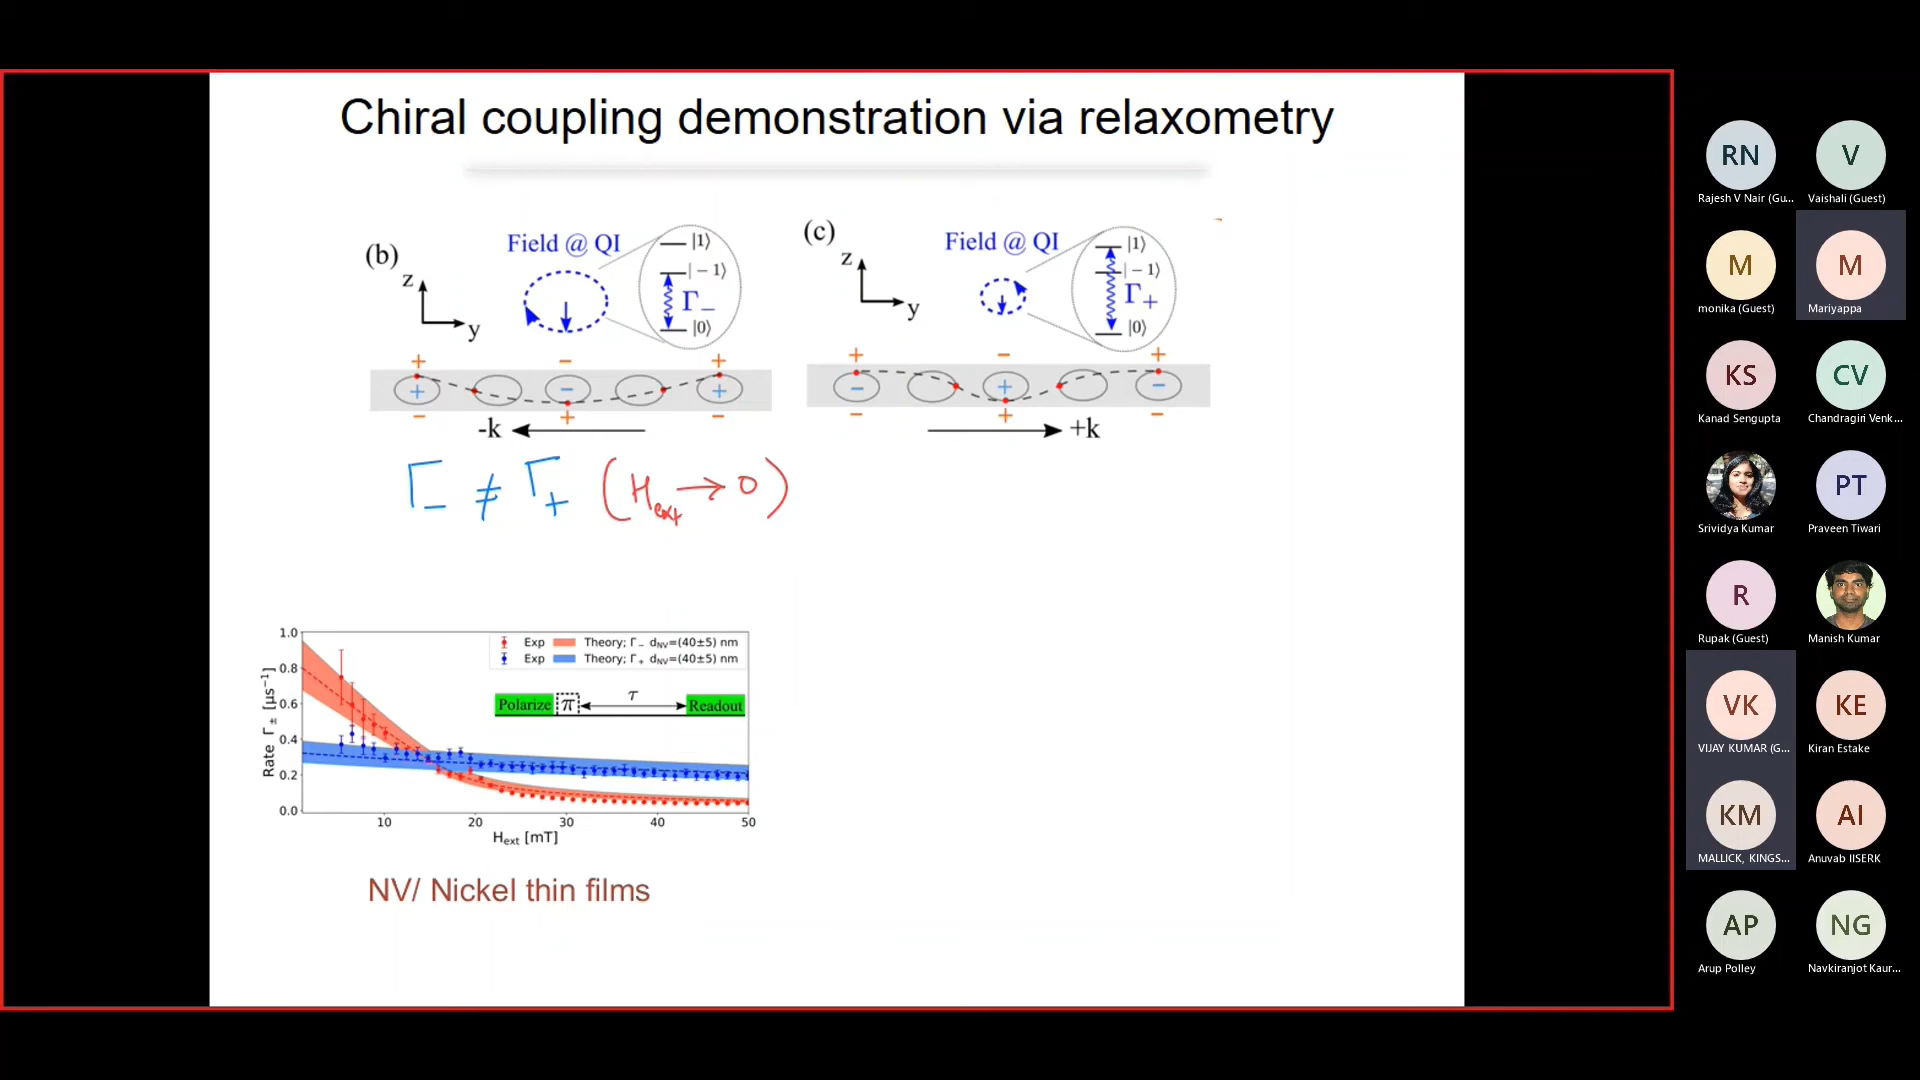 Chiral coupling demonstration via relaxometry
(b)
z
y
Field @ QI
|1⟩
|−1⟩
Γ−
|0⟩
+ − +
+ − +
− + −
-k
(c)
z
y
Field @ QI
|1⟩
|−1⟩
Γ+
|0⟩
+ − +
− + −
− + −
+k
Γ− ≠ Γ+ (Hext → 0)
Rate Γ± [μs⁻¹]
1.0
0.8
0.6
0.4
0.2
0.0
Exp Theory; Γ− dNV=(40±5) nm
Exp Theory; Γ+ dNV=(40±5) nm
Polarize π τ Readout
10 20 30 40 50
Hext [mT]
NV/ Nickel thin films
RN V
Rajesh V Nair (Gu... Vaishali (Guest)
M M
monika (Guest) Mariyappa
KS CV
Kanad Sengupta Chandragiri Venk...
PT
Srividya Kumar Praveen Tiwari
R
Rupak (Guest) Manish Kumar
VK KE
VIJAY KUMAR (G... Kiran Estake
KM AI
MALLICK, KINGS... Anuvab IISERK
AP NG
Arup Polley Navkiranjot Kaur...